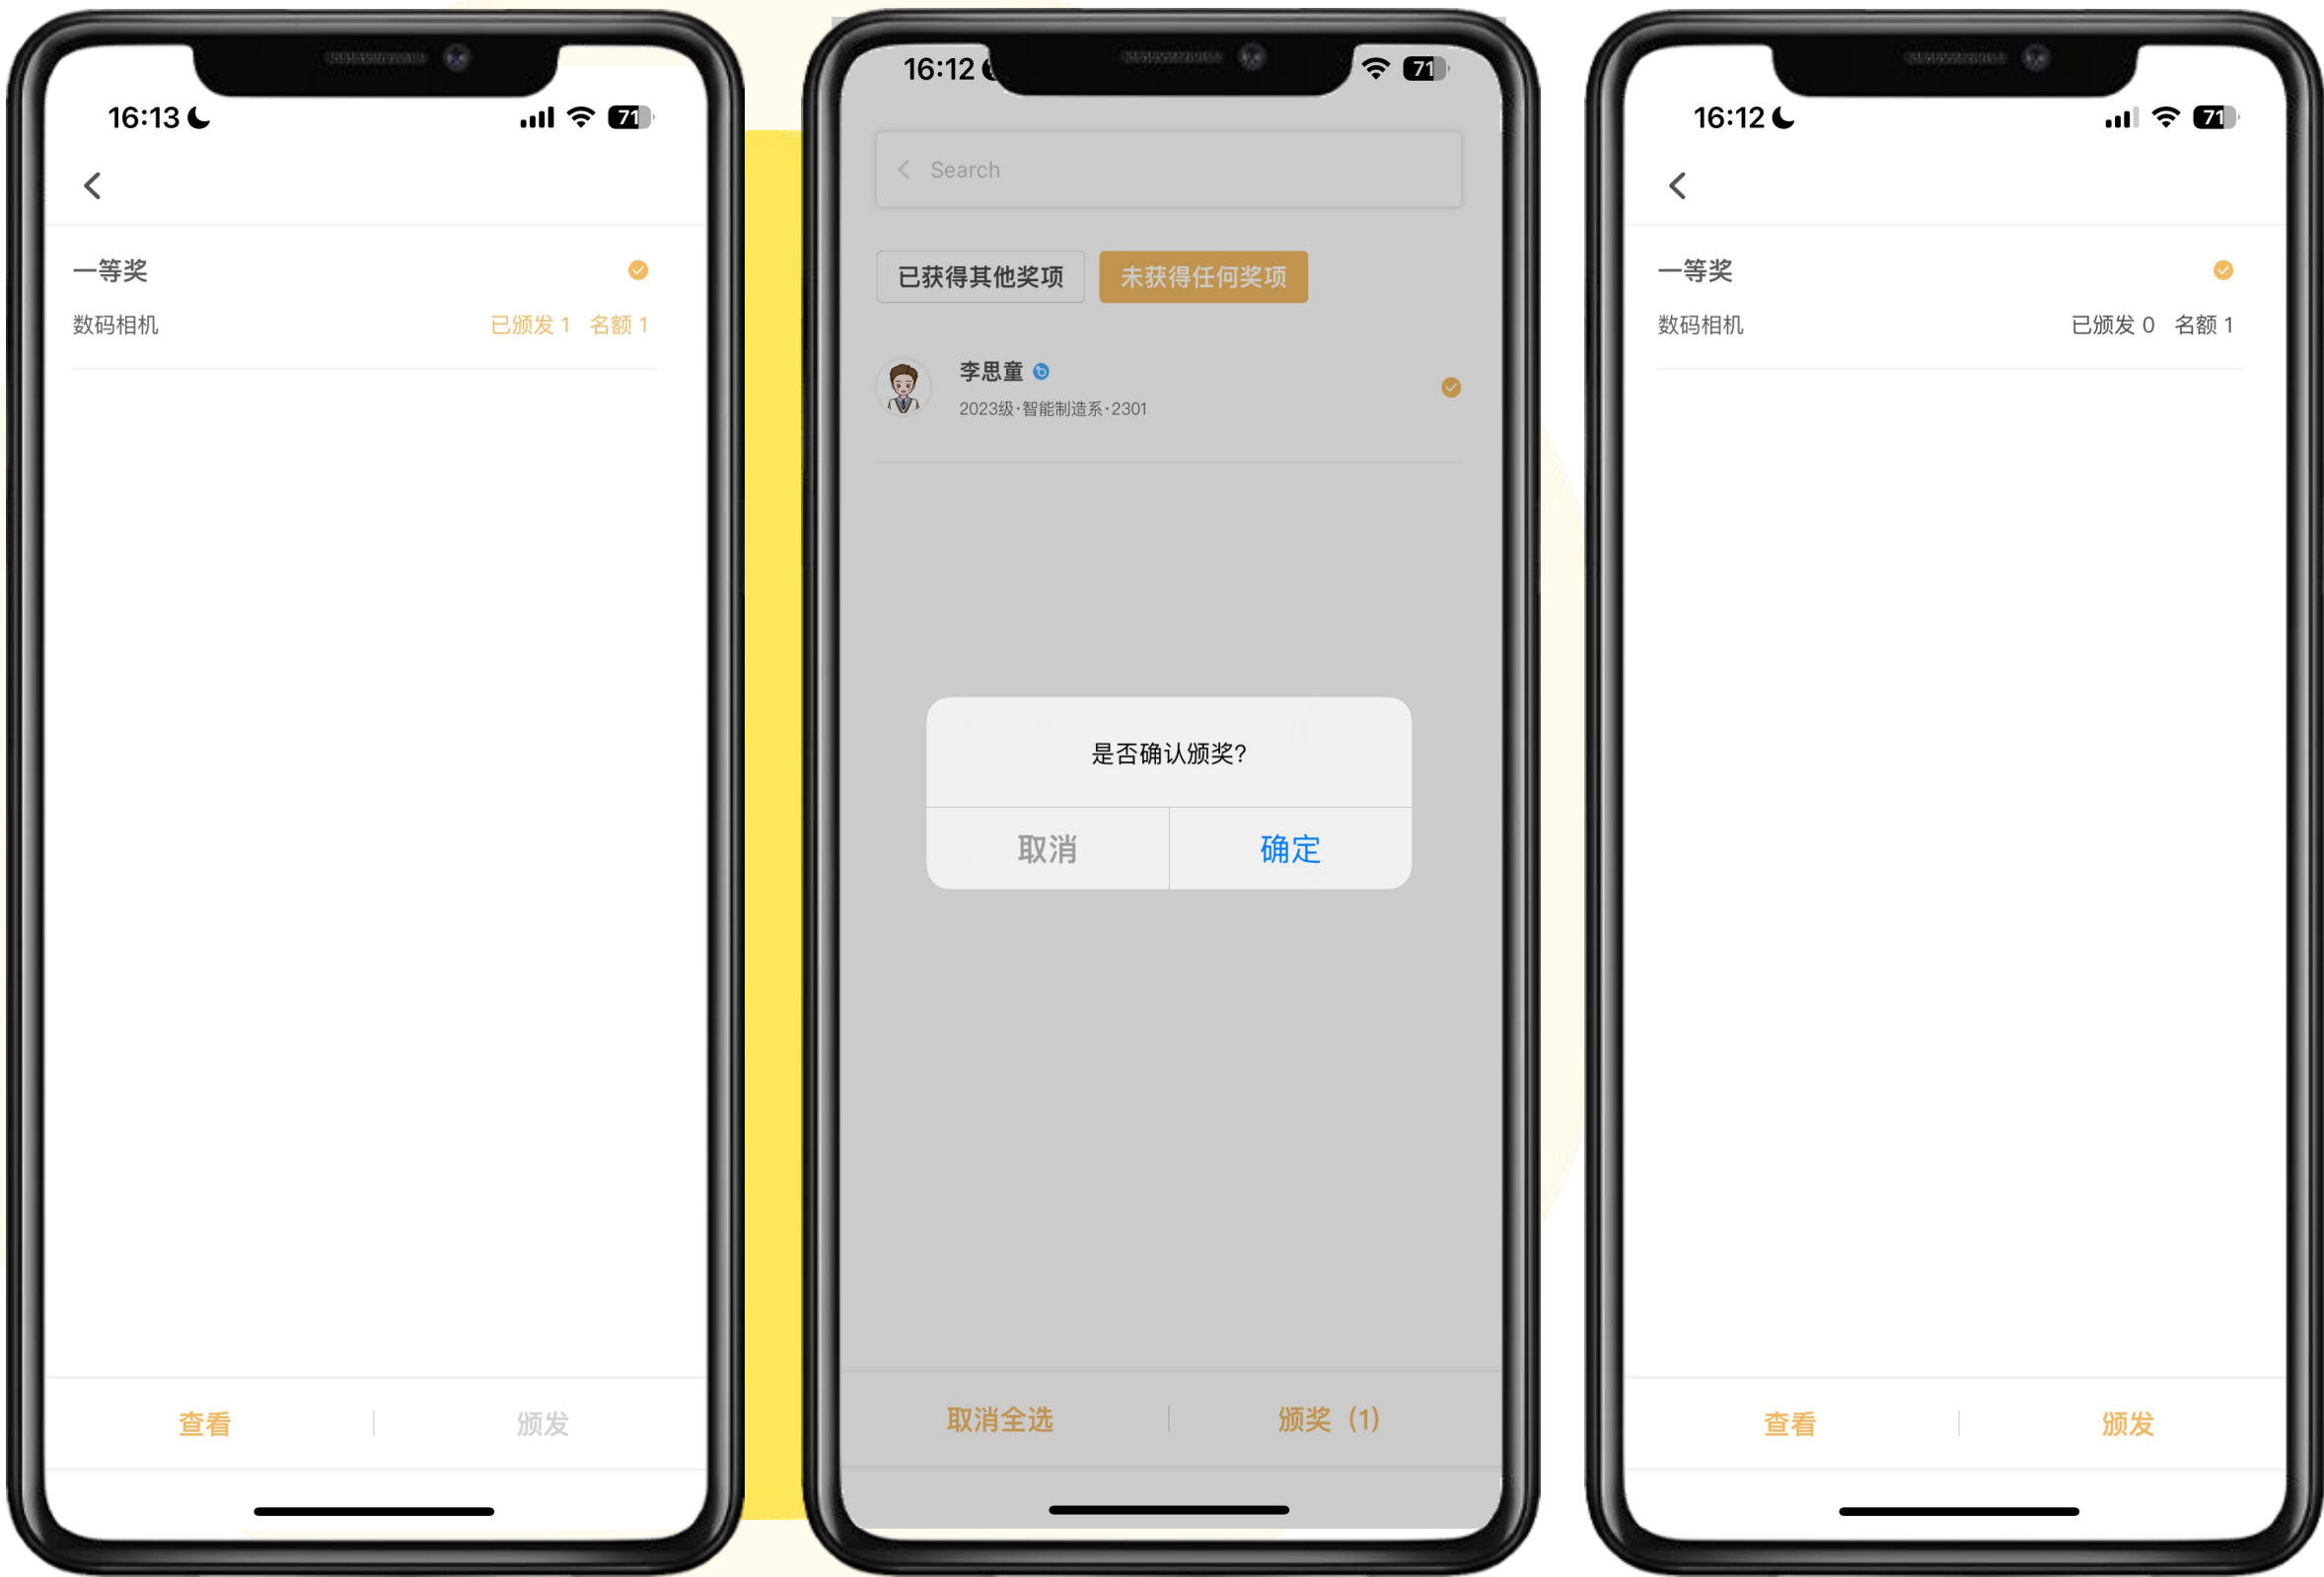 16:13
71
一等奖
数码相机
已颁发 1 名额 1
查看
颁发
16:12
71
Search
已获得其他奖项
未获得任何奖项
李思童
2023级·智能制造系·2301
是否确认颁奖?
取消
确定
取消全选
颁奖（1）
16:12
71
一等奖
数码相机
已颁发 0 名额 1
查看
颁发